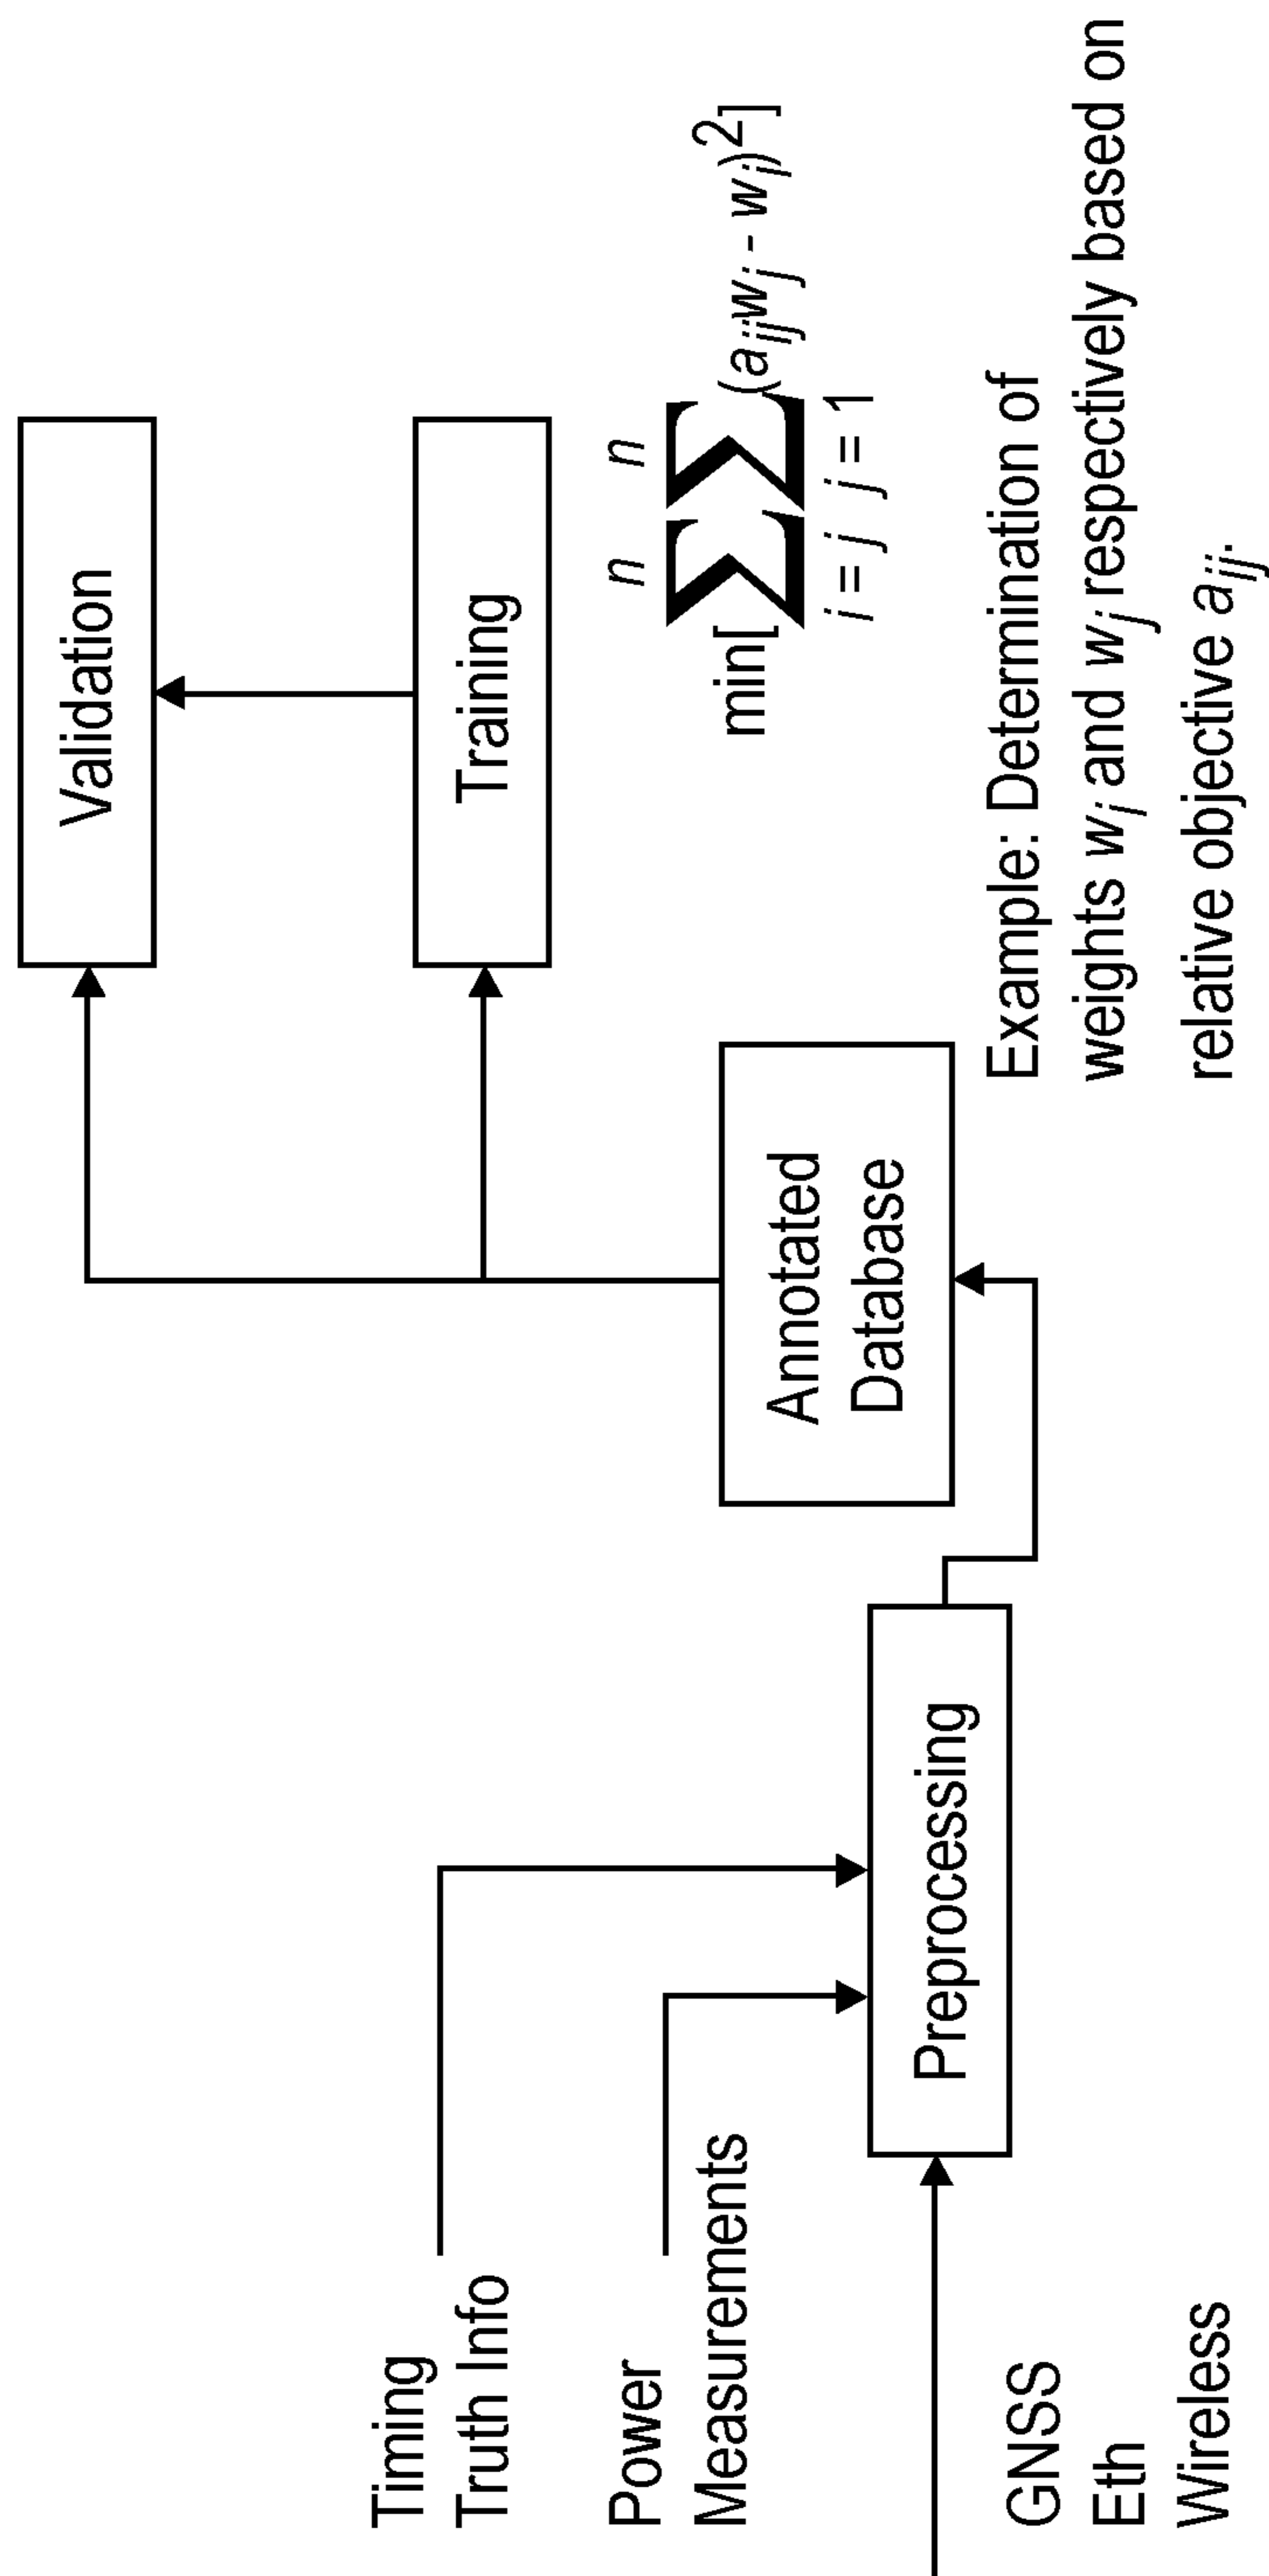 Timing
Truth Info
Power
Measurements
GNSS
Eth
Wireless
Preprocessing
Annotated
Database
Validation
Training
n n
min[∑∑(aᵢⱼwⱼ - wᵢ)²]
i = j j = 1
Example: Determination of
weights wᵢ and wⱼ respectively based on
relative objective aᵢⱼ.